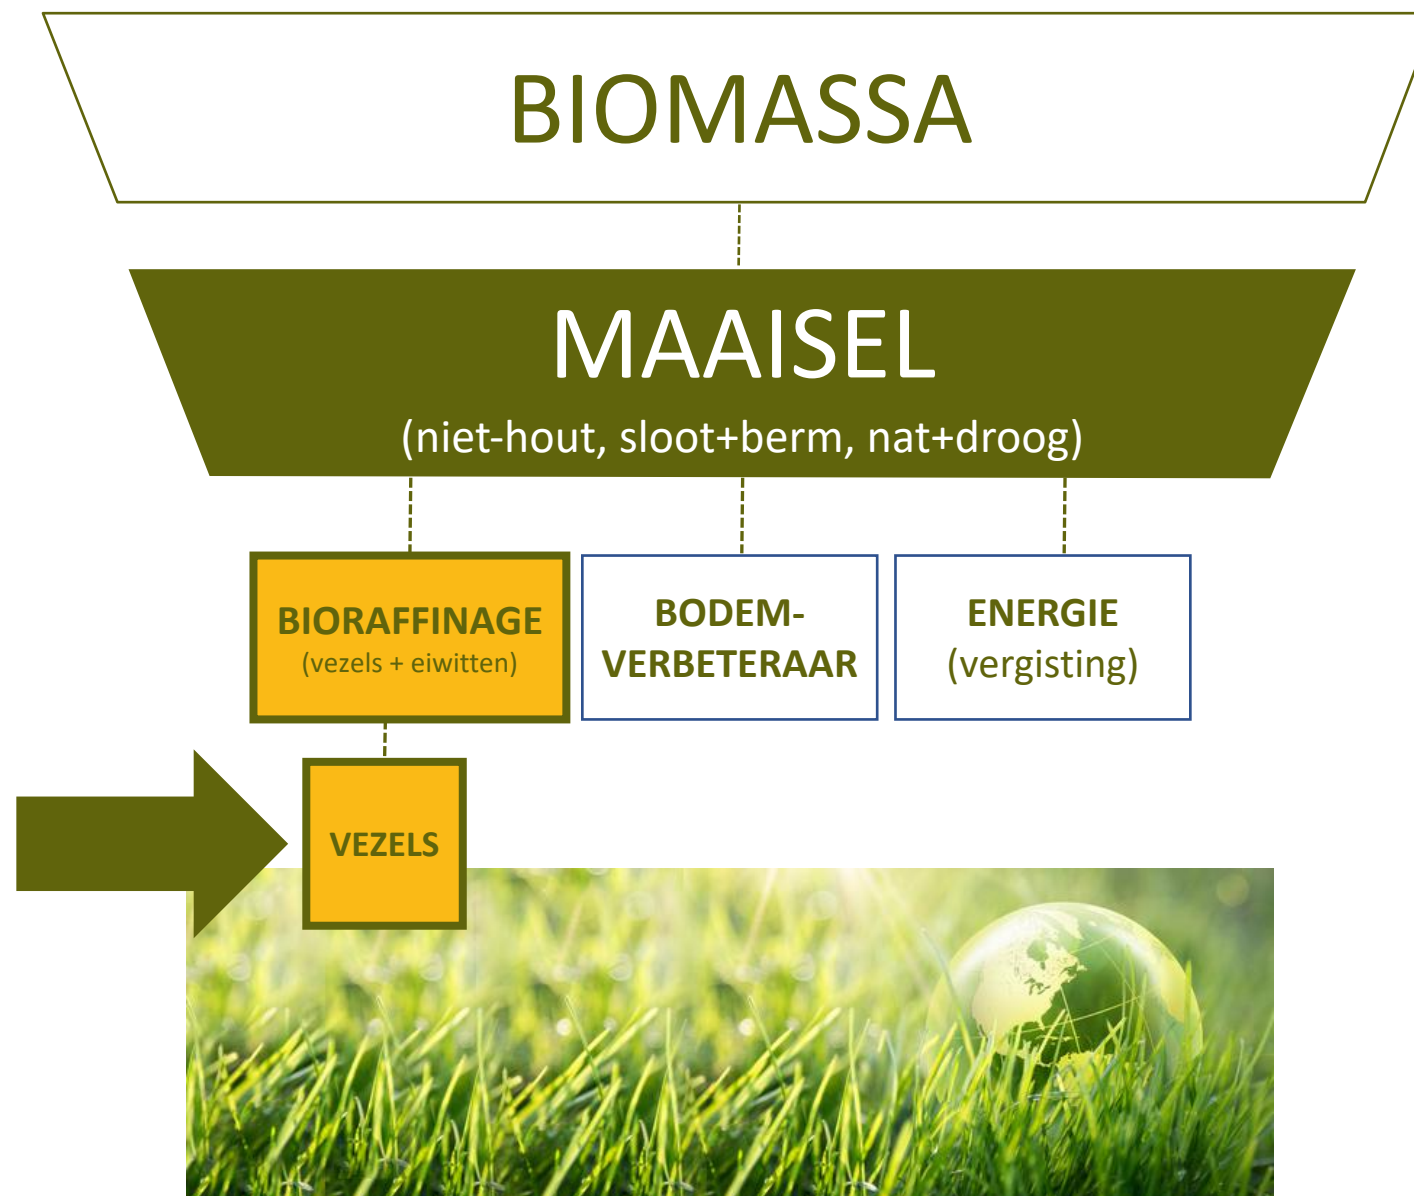 BIOMASSA
MAAISEL
(niet-hout, sloot+berm, nat+droog)
BIORAFFINAGE
(vezels + eiwitten)
BODEM-
VERBETERAAR
ENERGIE
(vergisting)
VEZELS